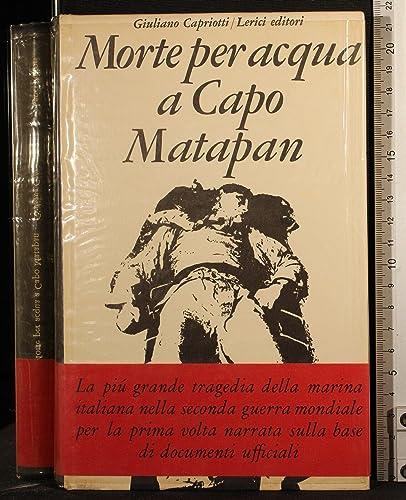 Giuliano Capriotti / Lerici editori
Morte per acqua
a Capo
Matapan
La più grande tragedia della marina
italiana nella seconda guerra mondiale
per la prima volta narrata sulla base
di documenti ufficiali